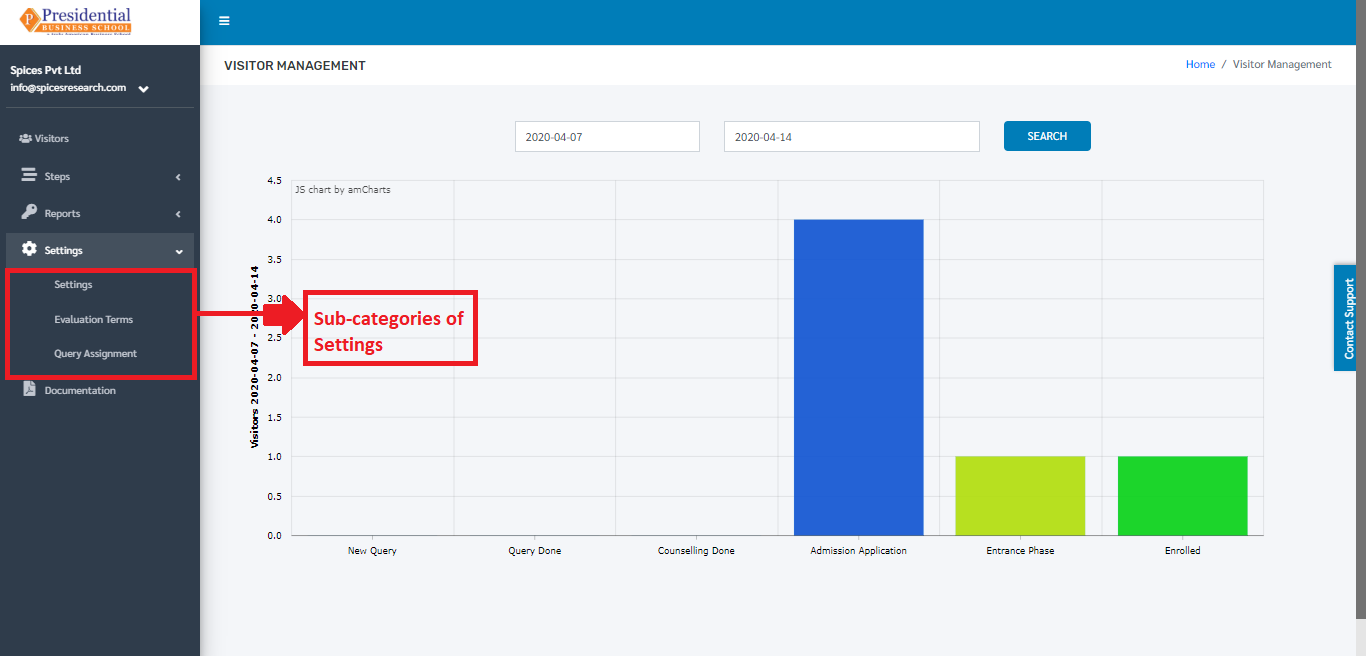 Presidential
BUSINESS SCHOOL
Spices Pvt Ltd
info@spicesresearch.com
Visitors
Steps
Reports
Settings
Settings
Evaluation Terms
Query Assignment
Documentation
VISITOR MANAGEMENT
Home / Visitor Management
2020-04-07
2020-04-14
SEARCH
JS chart by amCharts
4.5
4.0
3.5
3.0
2.5
2.0
1.5
1.0
0.5
0.0
Visitors 2020-04-07 - 2020-04-14
Sub-categories of
Settings
New Query
Query Done
Counselling Done
Admission Application
Entrance Phase
Enrolled
Contact Support